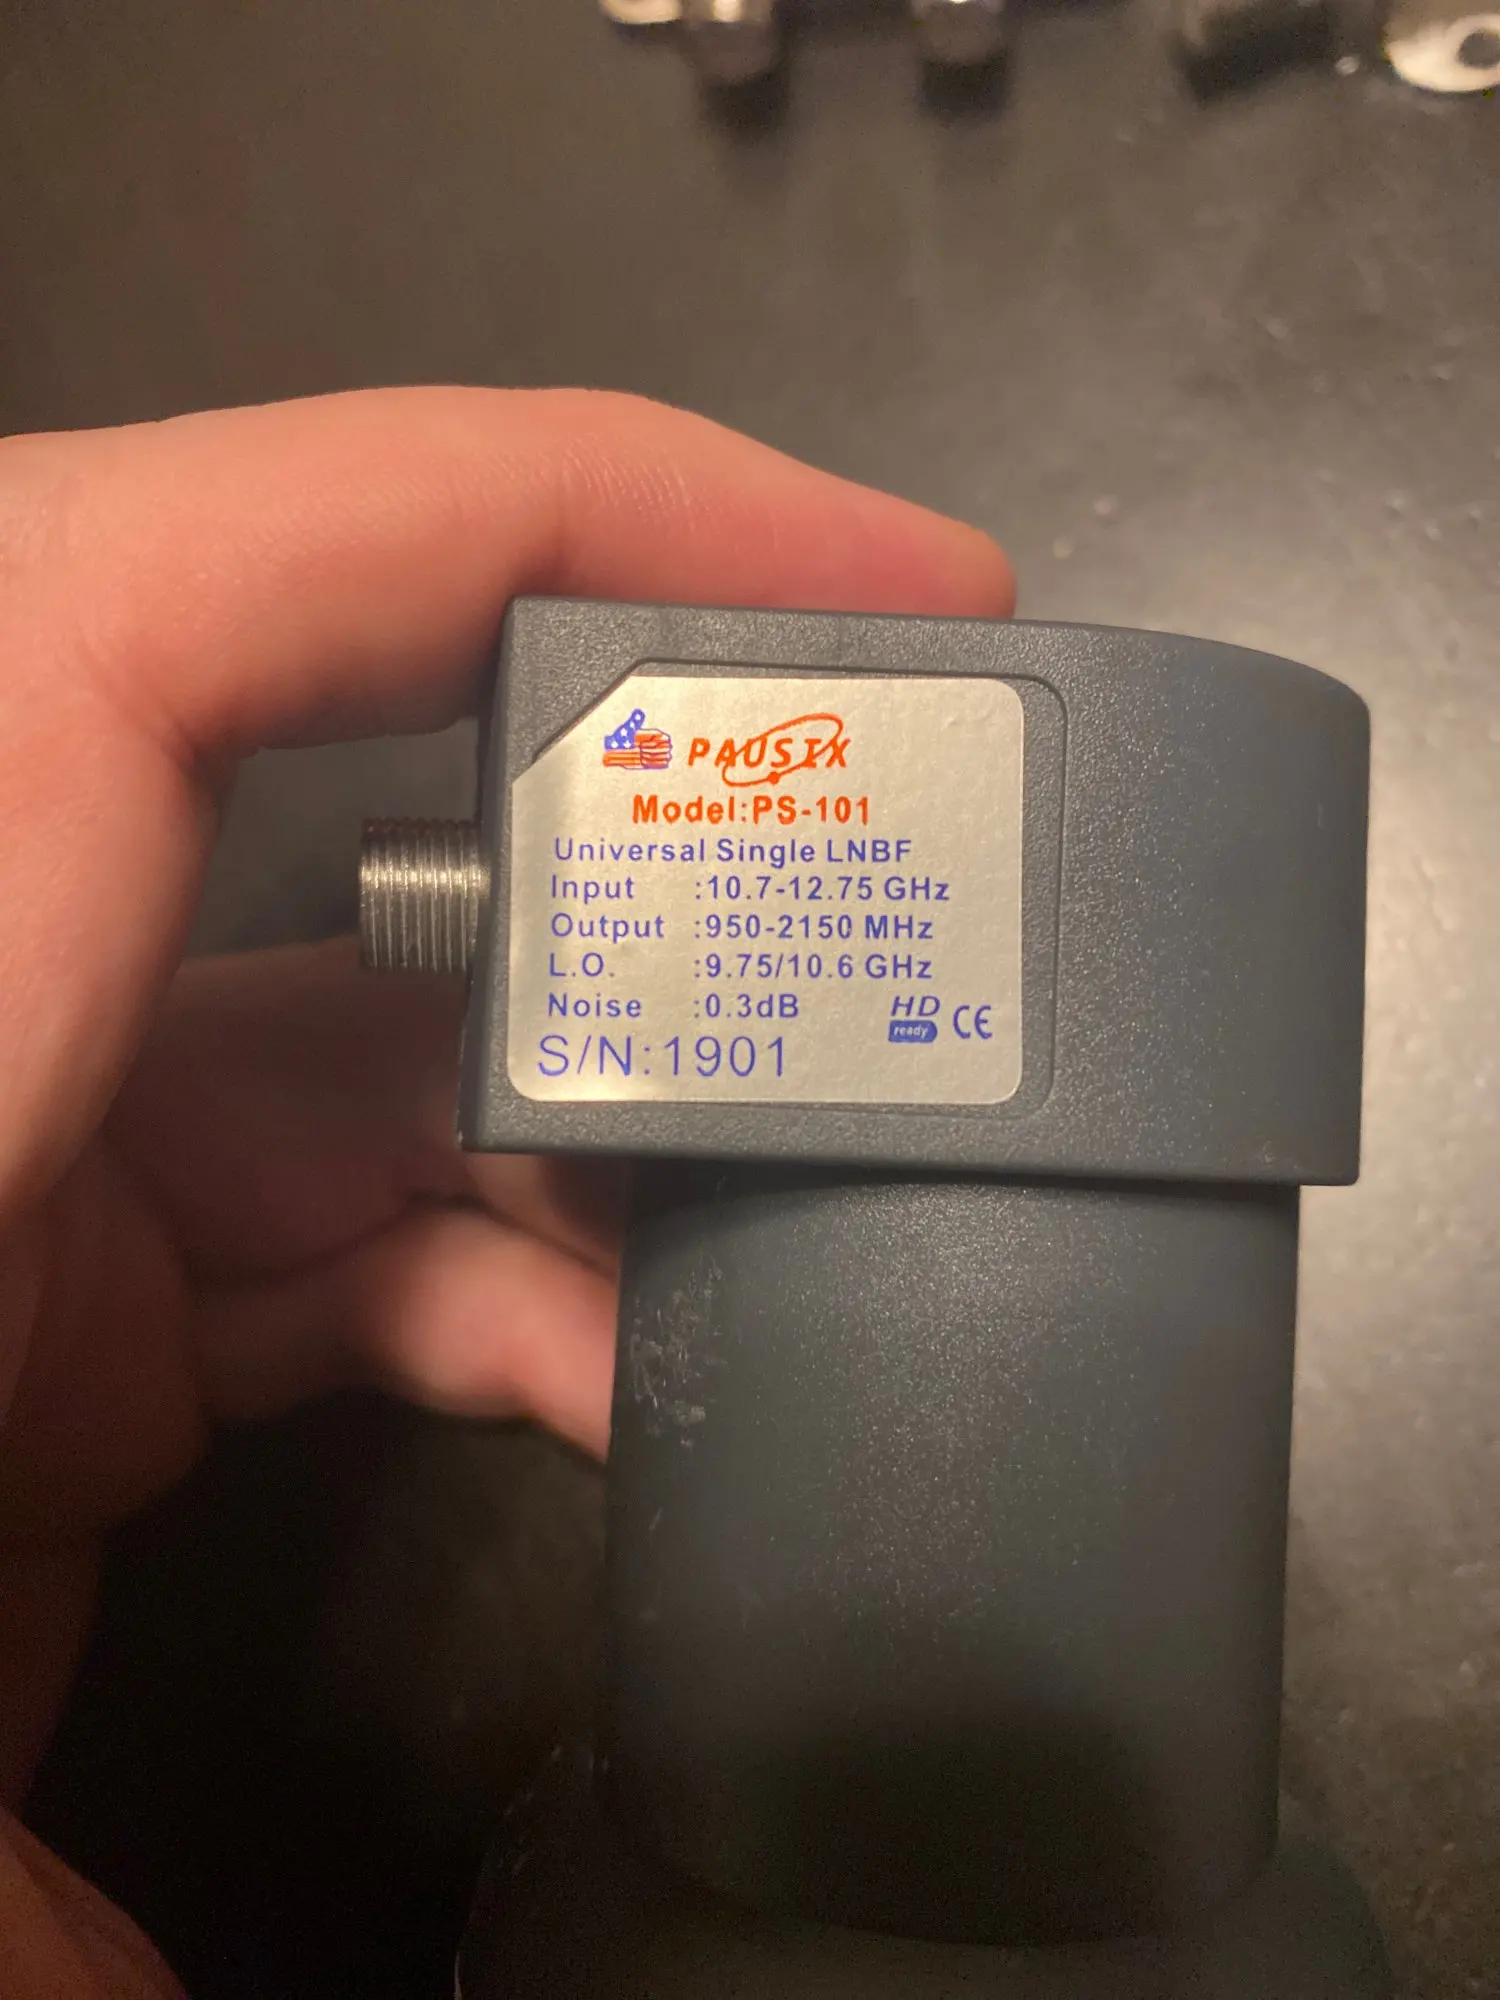 PAUSIX
Model:PS-101
Universal Single LNBF
Input :10.7-12.75 GHz
Output :950-2150 MHz
L.O. :9.75/10.6 GHz
Noise :0.3dB
HD
ready
CE
S/N:1901